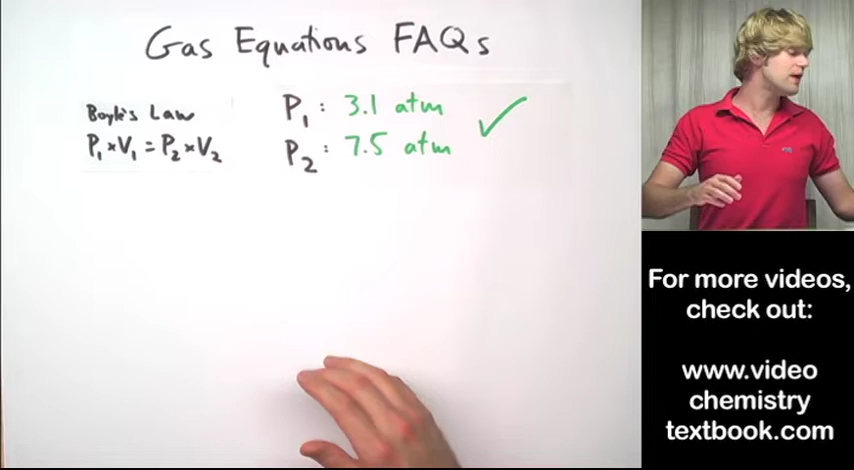 Gas Equations FAQs
Boyle's Law
P₁×V₁ = P₂×V₂
P₁ : 3.1 atm
P₂ : 7.5 atm
For more videos,
check out:
www.video
chemistry
textbook.com